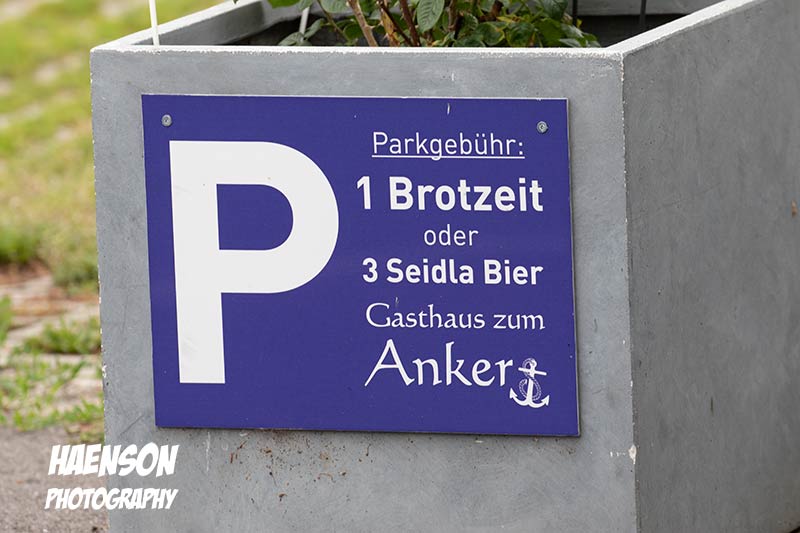 P
Parkgebühr:
1 Brotzeit
oder
3 Seidla Bier
Gasthaus zum
Anker
HAENSON
PHOTOGRAPHY